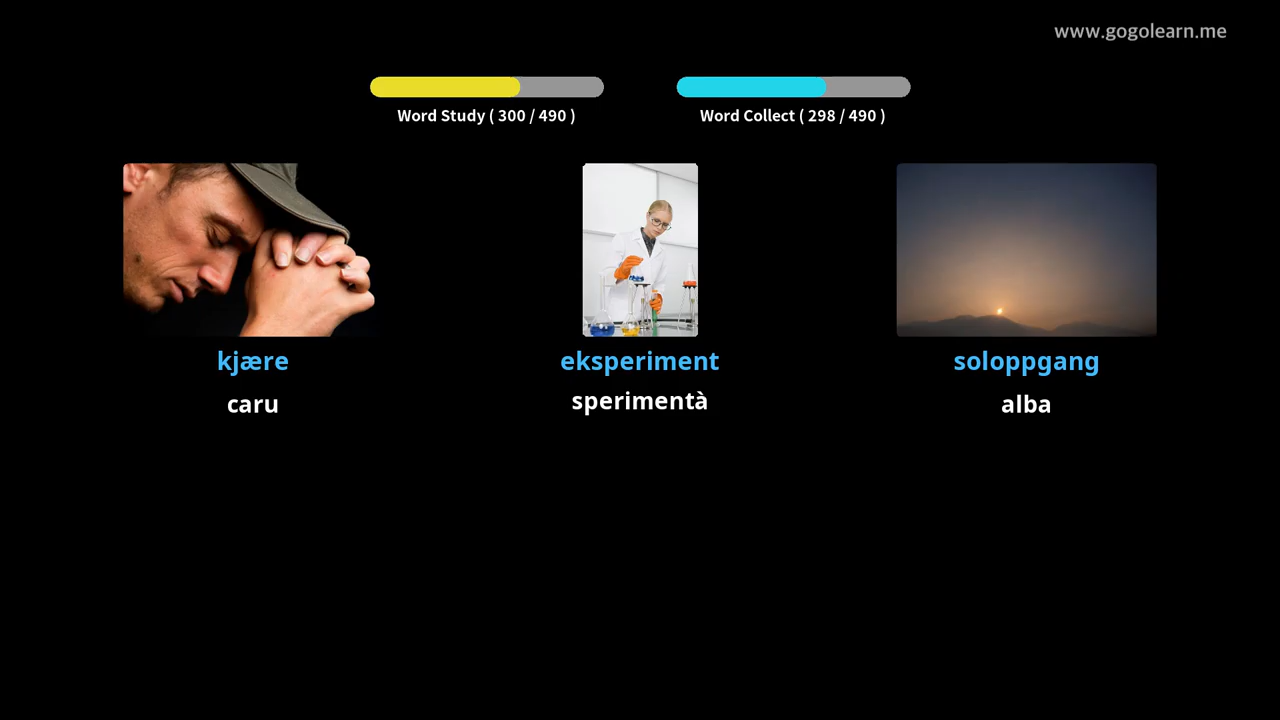 www.gogolearn.me
Word Study ( 300 / 490 )
Word Collect ( 298 / 490 )
kjære
eksperiment
soloppgang
caru
sperimentà
alba